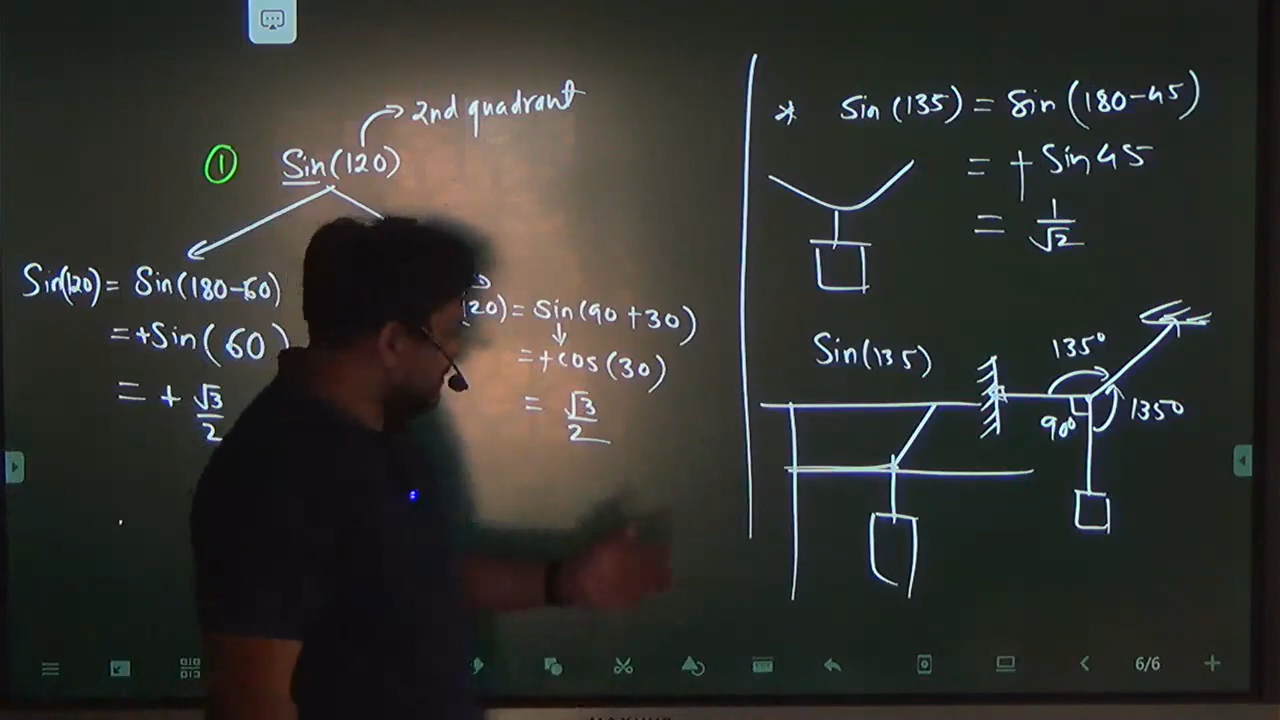 2nd quadrant
① Sin(120)
Sin(120) = Sin(180-60)
= +Sin(60)
= + √3/2
20) = Sin(90 + 30)
= + cos(30)
= √3/2
* Sin(135) = Sin(180-45)
= + Sin 45
= 1/√2
Sin(135)
135°
90°
135°
6/6